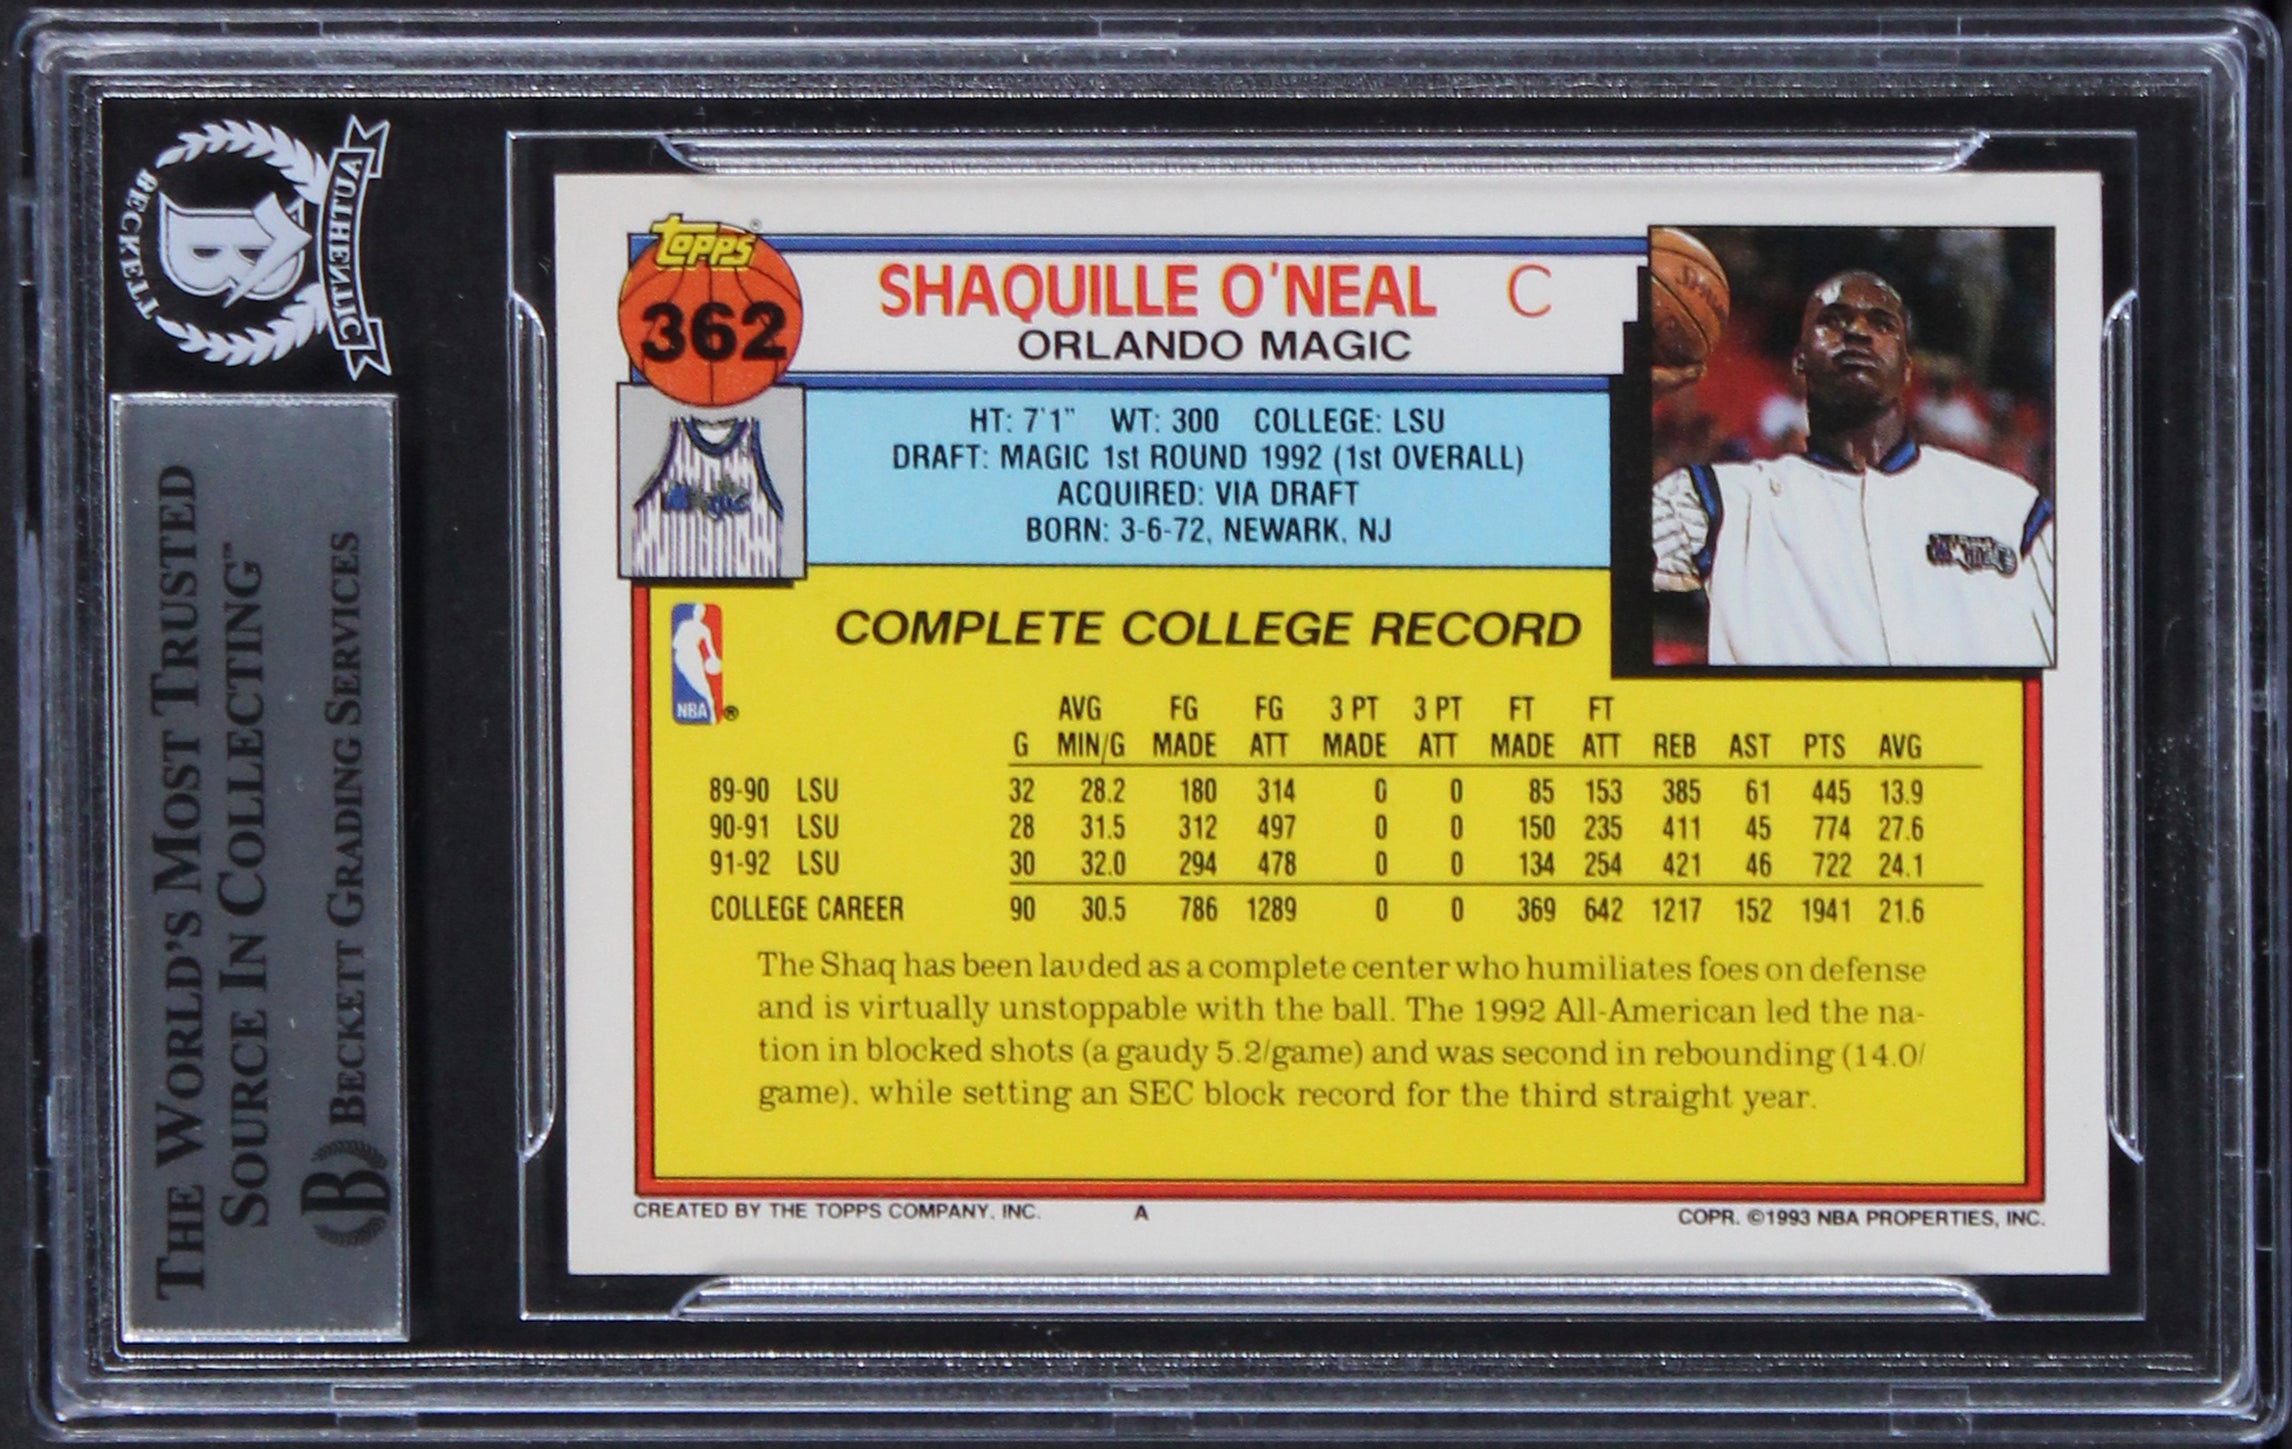 BECKETT
AUTHENTIC
B
THE WORLD'S MOST TRUSTED
SOURCE IN COLLECTING™
B BECKETT GRADING SERVICES
topps®
362
SHAQUILLE O'NEAL C
ORLANDO MAGIC
HT: 7'1" WT: 300 COLLEGE: LSU
DRAFT: MAGIC 1st ROUND 1992 (1st OVERALL)
ACQUIRED: VIA DRAFT
BORN: 3-6-72, NEWARK, NJ
Magic
NBA ®
COMPLETE COLLEGE RECORD
AVG FG FG 3 PT 3 PT FT FT
G MIN/G MADE ATT MADE ATT MADE ATT REB AST PTS AVG
89-90 LSU 32 28.2 180 314 0 0 85 153 385 61 445 13.9
90-91 LSU 28 31.5 312 497 0 0 150 235 411 45 774 27.6
91-92 LSU 30 32.0 294 478 0 0 134 254 421 46 722 24.1
COLLEGE CAREER 90 30.5 786 1289 0 0 369 642 1217 152 1941 21.6
The Shaq has been lauded as a complete center who humiliates foes on defense
and is virtually unstoppable with the ball. The 1992 All-American led the na-
tion in blocked shots (a gaudy 5.2/game) and was second in rebounding (14.0/
game), while setting an SEC block record for the third straight year.
CREATED BY THE TOPPS COMPANY, INC. A COPR. ©1993 NBA PROPERTIES, INC.